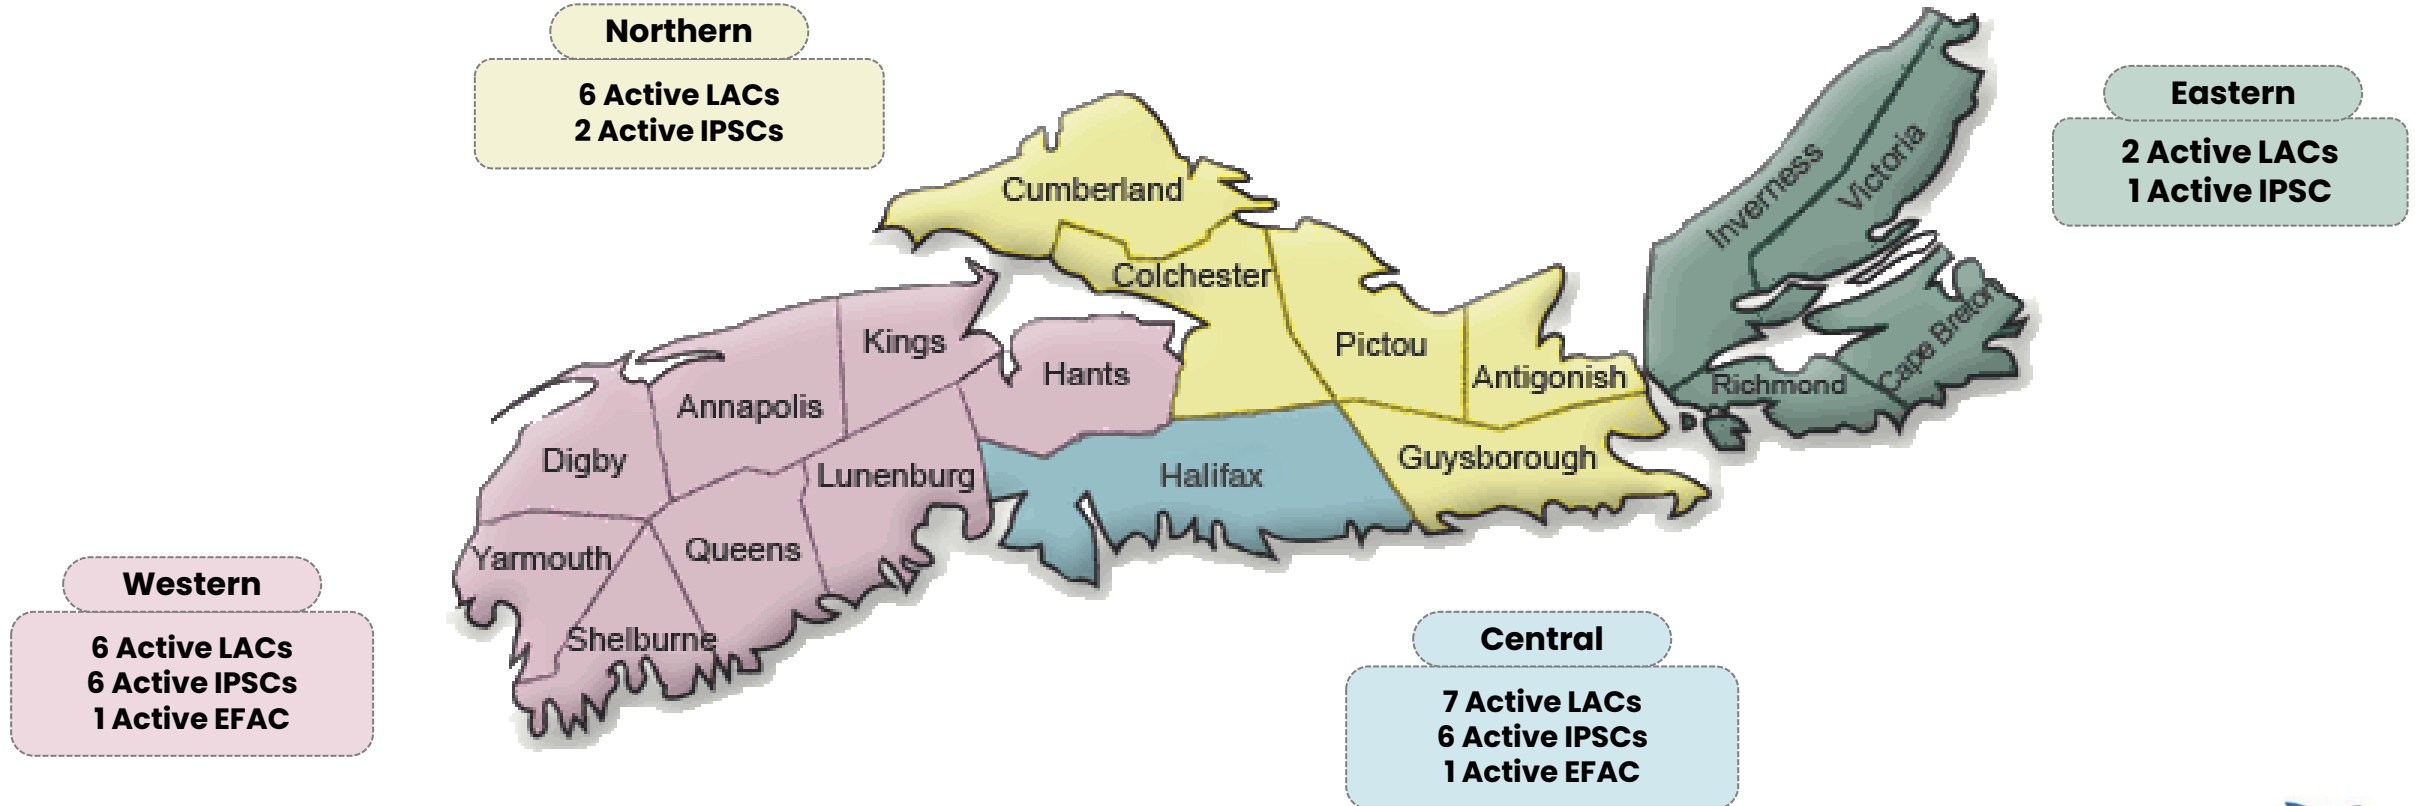 Northern
6 Active LACs
2 Active IPSCs
Eastern
2 Active LACs
1 Active IPSC
Cumberland
Colchester
Pictou
Antigonish
Guysborough
Inverness
Victoria
Richmond
Cape Breton
Kings
Hants
Annapolis
Digby
Lunenburg
Halifax
Yarmouth
Queens
Shelburne
Western
6 Active LACs
6 Active IPSCs
1 Active EFAC
Central
7 Active LACs
6 Active IPSCs
1 Active EFAC